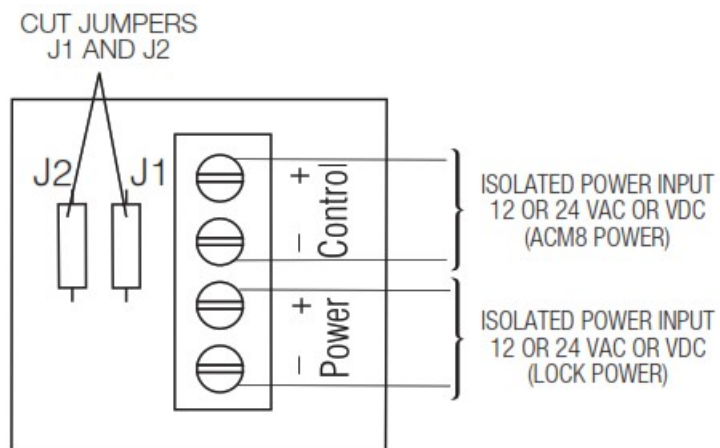 CUT JUMPERS
J1 AND J2
J2
J1
+
− Control
+
− Power
ISOLATED POWER INPUT
12 OR 24 VAC OR VDC
(ACM8 POWER)
ISOLATED POWER INPUT
12 OR 24 VAC OR VDC
(LOCK POWER)